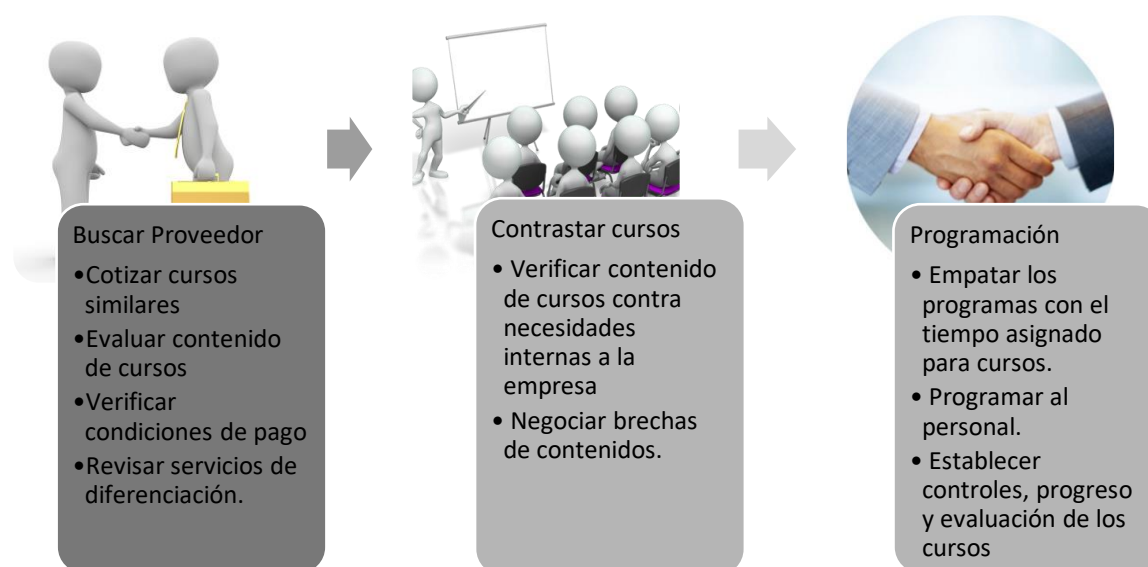 Buscar Proveedor
•Cotizar cursos
similares
•Evaluar contenido
de cursos
•Verificar
condiciones de pago
•Revisar servicios de
diferenciación.
Contrastar cursos
• Verificar contenido
de cursos contra
necesidades
internas a la
empresa
• Negociar brechas
de contenidos.
Programación
• Empatar los
programas con el
tiempo asignado
para cursos.
• Programar al
personal.
• Establecer
controles, progreso
y evaluación de los
cursos